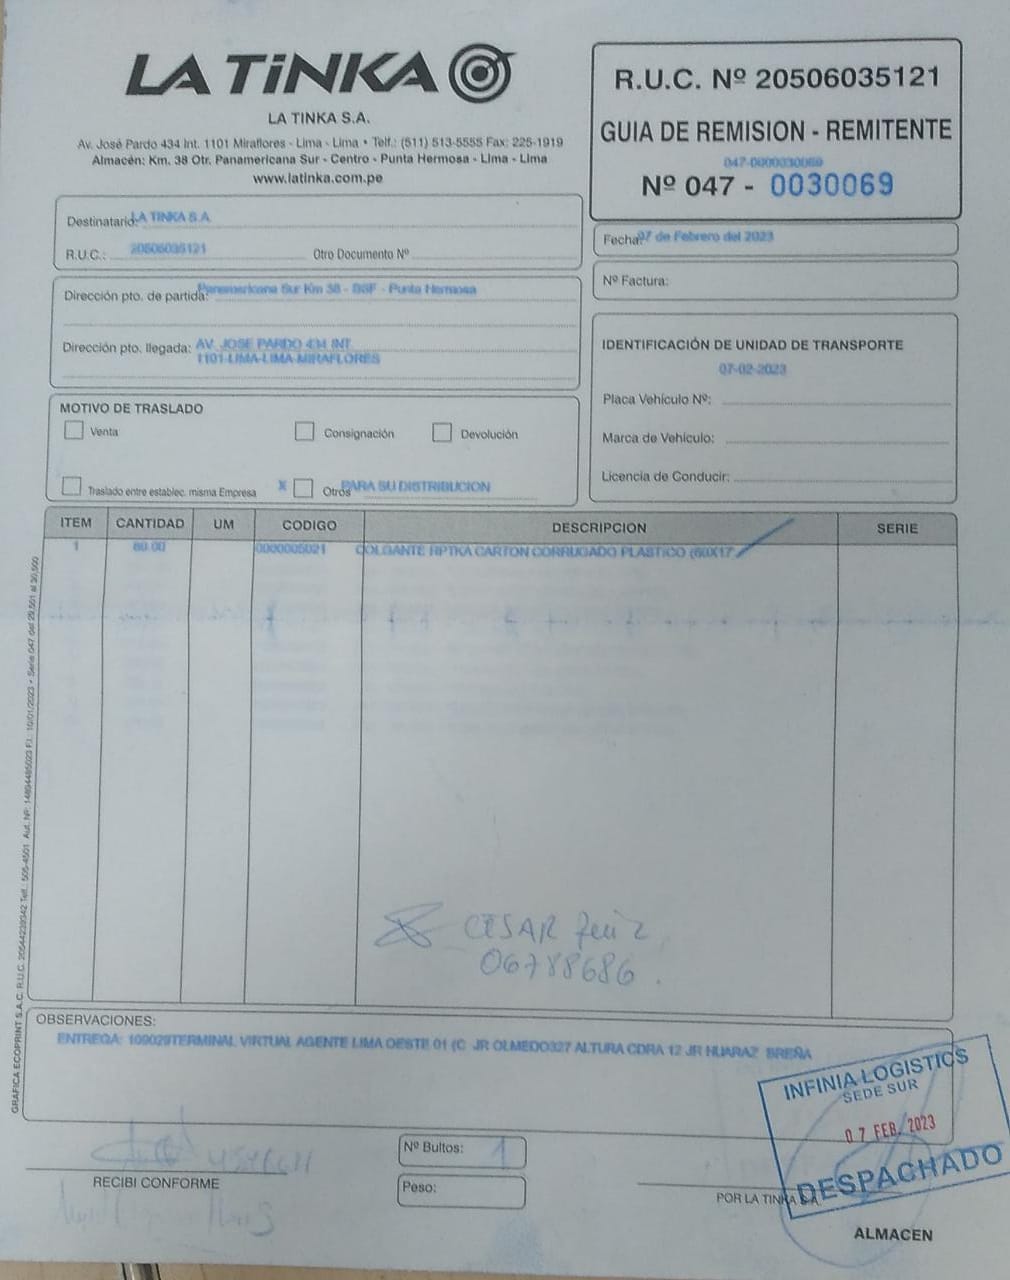 LA TiNKA
LA TINKA S.A.
Av. José Pardo 434 Int. 1101 Miraflores - Lima - Lima • Telf.: (511) 513-5555 Fax: 225-1919
Almacén: Km. 38 Otr. Panamericana Sur - Centro - Punta Hermosa - Lima - Lima
www.latinka.com.pe
R.U.C. Nº 20506035121
GUIA DE REMISION - REMITENTE
047-0000030069
Nº 047 - 0030069
Destinatario: LA TINKA S.A.
R.U.C.: 20506035121 Otro Documento Nº
Fecha: 07 de Febrero del 2023
Nº Factura:
Dirección pto. de partida: Panamericana Sur Km 38 - BSF - Punta Hermosa
Dirección pto. llegada: AV. JOSE PARDO 434 INT.
1101-LIMA-LIMA-MIRAFLORES
IDENTIFICACIÓN DE UNIDAD DE TRANSPORTE
07-02-2023
Placa Vehículo Nº:
Marca de Vehículo:
Licencia de Conducir:
MOTIVO DE TRASLADO
Venta Consignación Devolución
Traslado entre establec. misma Empresa X Otros PARA SU DISTRIBUCION
ITEM CANTIDAD UM CODIGO DESCRIPCION SERIE
1 60.00 0000005021 COLGANTE RPTKA CARTON CORRUGADO PLASTICO (60X17
CESAR
06788686.
OBSERVACIONES:
ENTREGA: 109029TERMINAL VIRTUAL AGENTE LIMA OESTE 01 (C JR OLMEDO327 ALTURA CDRA 12 JR HUARAZ BREÑA
INFINIA LOGISTICS
SEDE SUR
07 FEB. 2023
DESPACHADO
RECIBI CONFORME
Nº Bultos: 1
Peso:
POR LA TINKA S.A.
ALMACEN
GRAFICA ECOPRINT S.A.C. R.U.C. 20544239342 Telf.: 505-4501 Aut. Nº: 14894485023 F.I.: 10/01/2023 • Serie 047 del 29,501 al 30,500